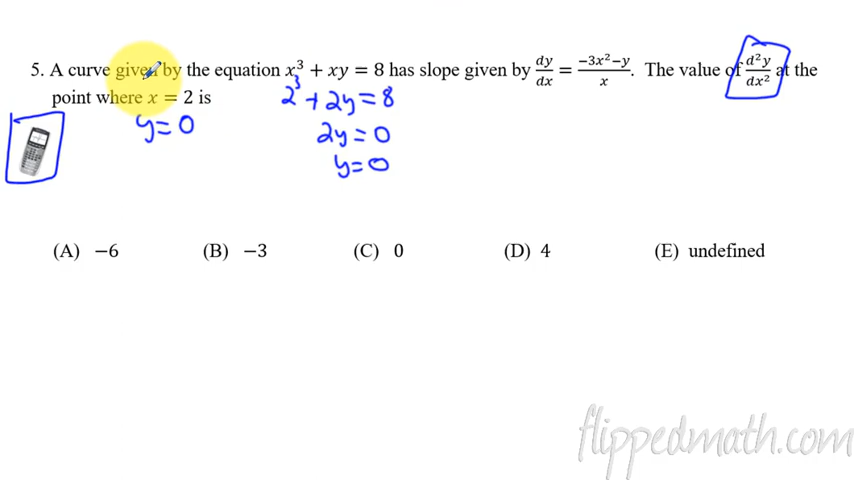 5. A curve given by the equation x³ + xy = 8 has slope given by dy/dx = (−3x²−y)/x. The value of d²y/dx² at the
point where x = 2 is
2³ + 2y = 8
y = 0
2y = 0
y = 0
(A) −6 (B) −3 (C) 0 (D) 4 (E) undefined
flippedmath.com